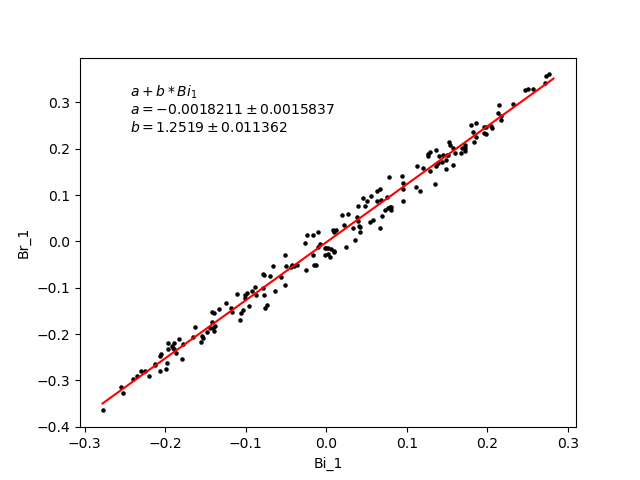 a + b * Bi₁
a = −0.0018211 ± 0.0015837
b = 1.2519 ± 0.011362
0.3
0.2
0.1
0.0
−0.1
−0.2
−0.3
−0.4
Br_1
−0.3 −0.2 −0.1 0.0 0.1 0.2 0.3
Bi_1